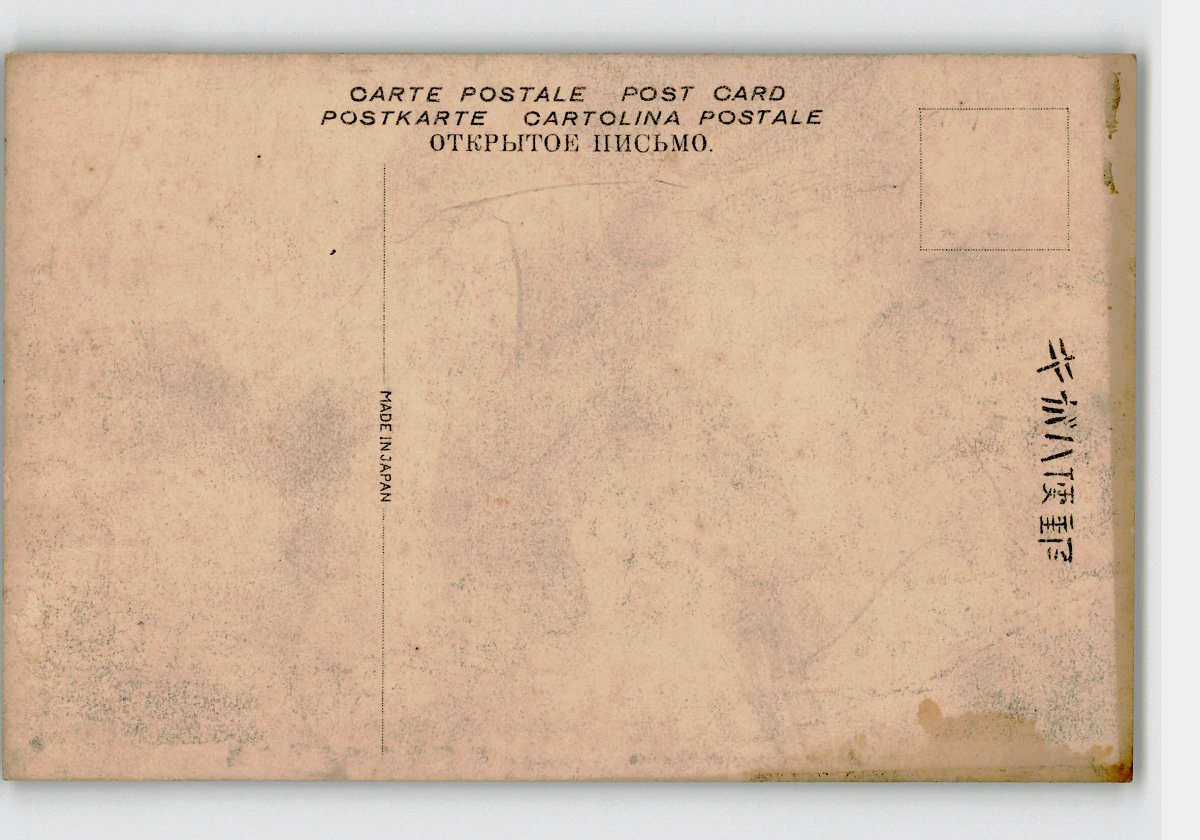 CARTE POSTALE POST CARD
POSTKARTE CARTOLINA POSTALE
ОТКРЫТОЕ ПИСЬМО.
MADE IN JAPAN